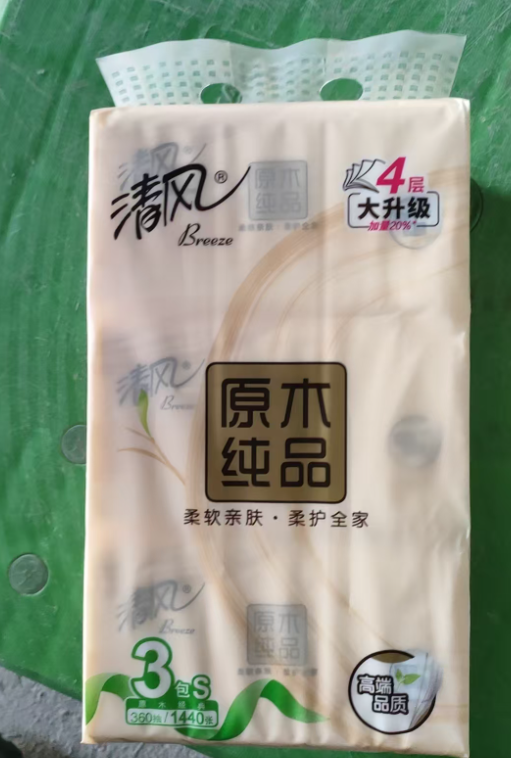 清风®
Breeze
4层
大升级
加量20%*
原木
纯品
柔软亲肤·柔护全家
清风
Breeze
原木
纯品
清风
Breeze
原木
纯品
3包S
360抽/1440张
高端
品质